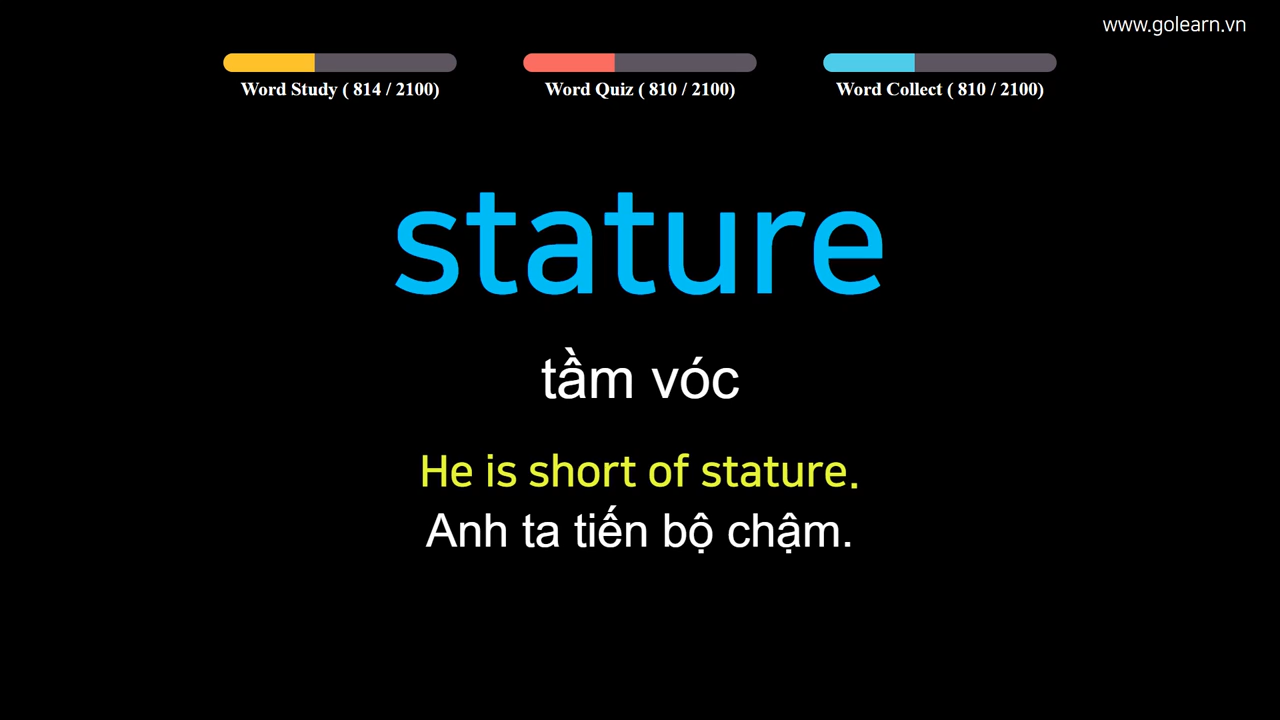 www.golearn.vn
Word Study ( 814 / 2100)
Word Quiz ( 810 / 2100)
Word Collect ( 810 / 2100)
stature
tầm vóc
He is short of stature.
Anh ta tiến bộ chậm.